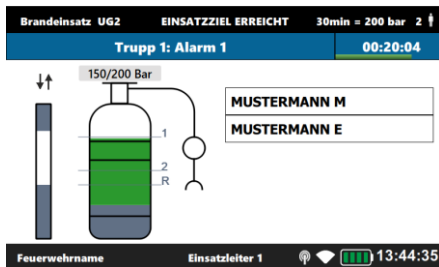 Brandeinsatz UG2 EINSATZZIEL ERREICHT 30min = 200 bar 2
Trupp 1: Alarm 1 00:20:04
150/200 Bar
MUSTERMANN M
MUSTERMANN E
1
2
R
Feuerwehrname Einsatzleiter 1 13:44:35